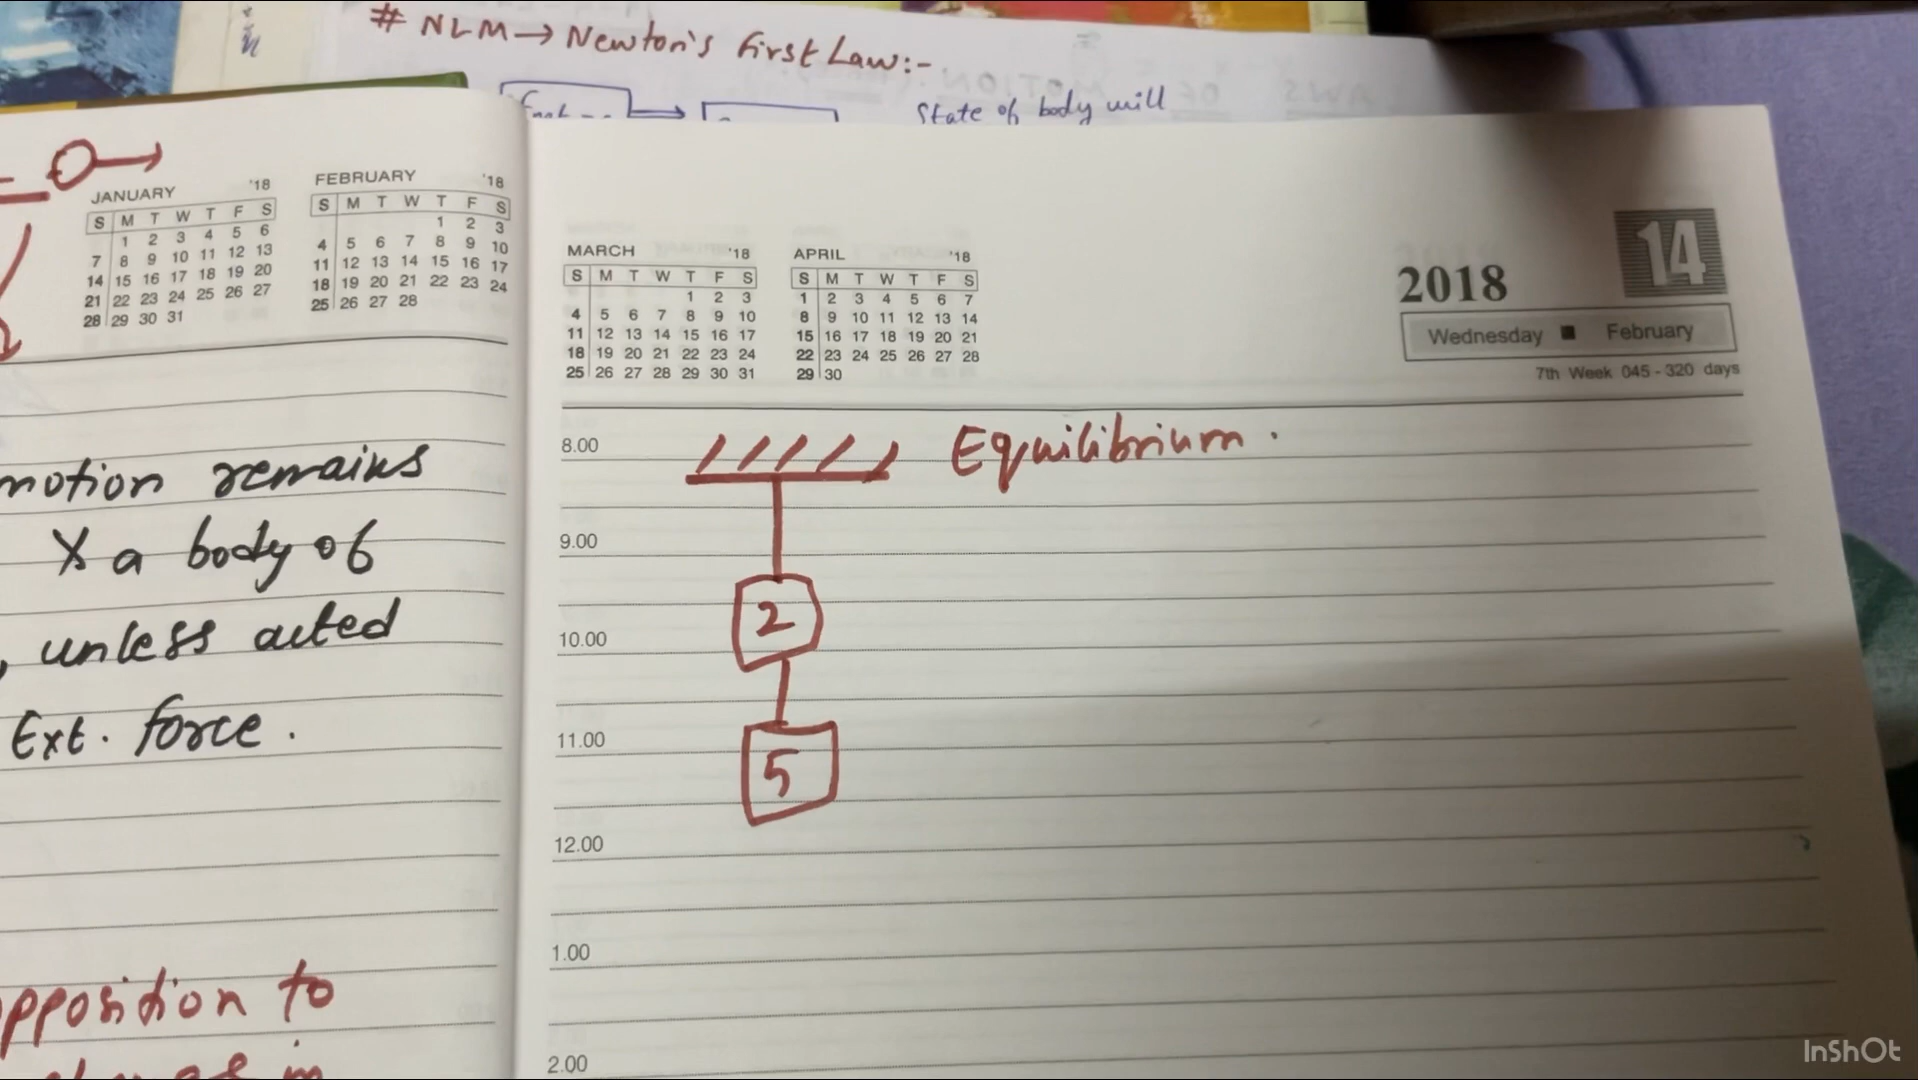 # NLM → Newton's First Law:-
State of body will
JANUARY '18
S M T W T F S
1 2 3 4 5 6
7 8 9 10 11 12 13
14 15 16 17 18 19 20
21 22 23 24 25 26 27
28 29 30 31
FEBRUARY '18
S M T W T F S
1 2 3
4 5 6 7 8 9 10
11 12 13 14 15 16 17
18 19 20 21 22 23 24
25 26 27 28
motion remains
X a body of
, unless acted
Ext. force.
pposition to
in
MARCH '18
S M T W T F S
1 2 3
4 5 6 7 8 9 10
11 12 13 14 15 16 17
18 19 20 21 22 23 24
25 26 27 28 29 30 31
APRIL '18
S M T W T F S
1 2 3 4 5 6 7
8 9 10 11 12 13 14
15 16 17 18 19 20 21
22 23 24 25 26 27 28
29 30
2018
14
Wednesday ■ February
7th Week 045 - 320 days
8.00
Equilibrium.
9.00
2
10.00
5
11.00
12.00
1.00
2.00
InShOt